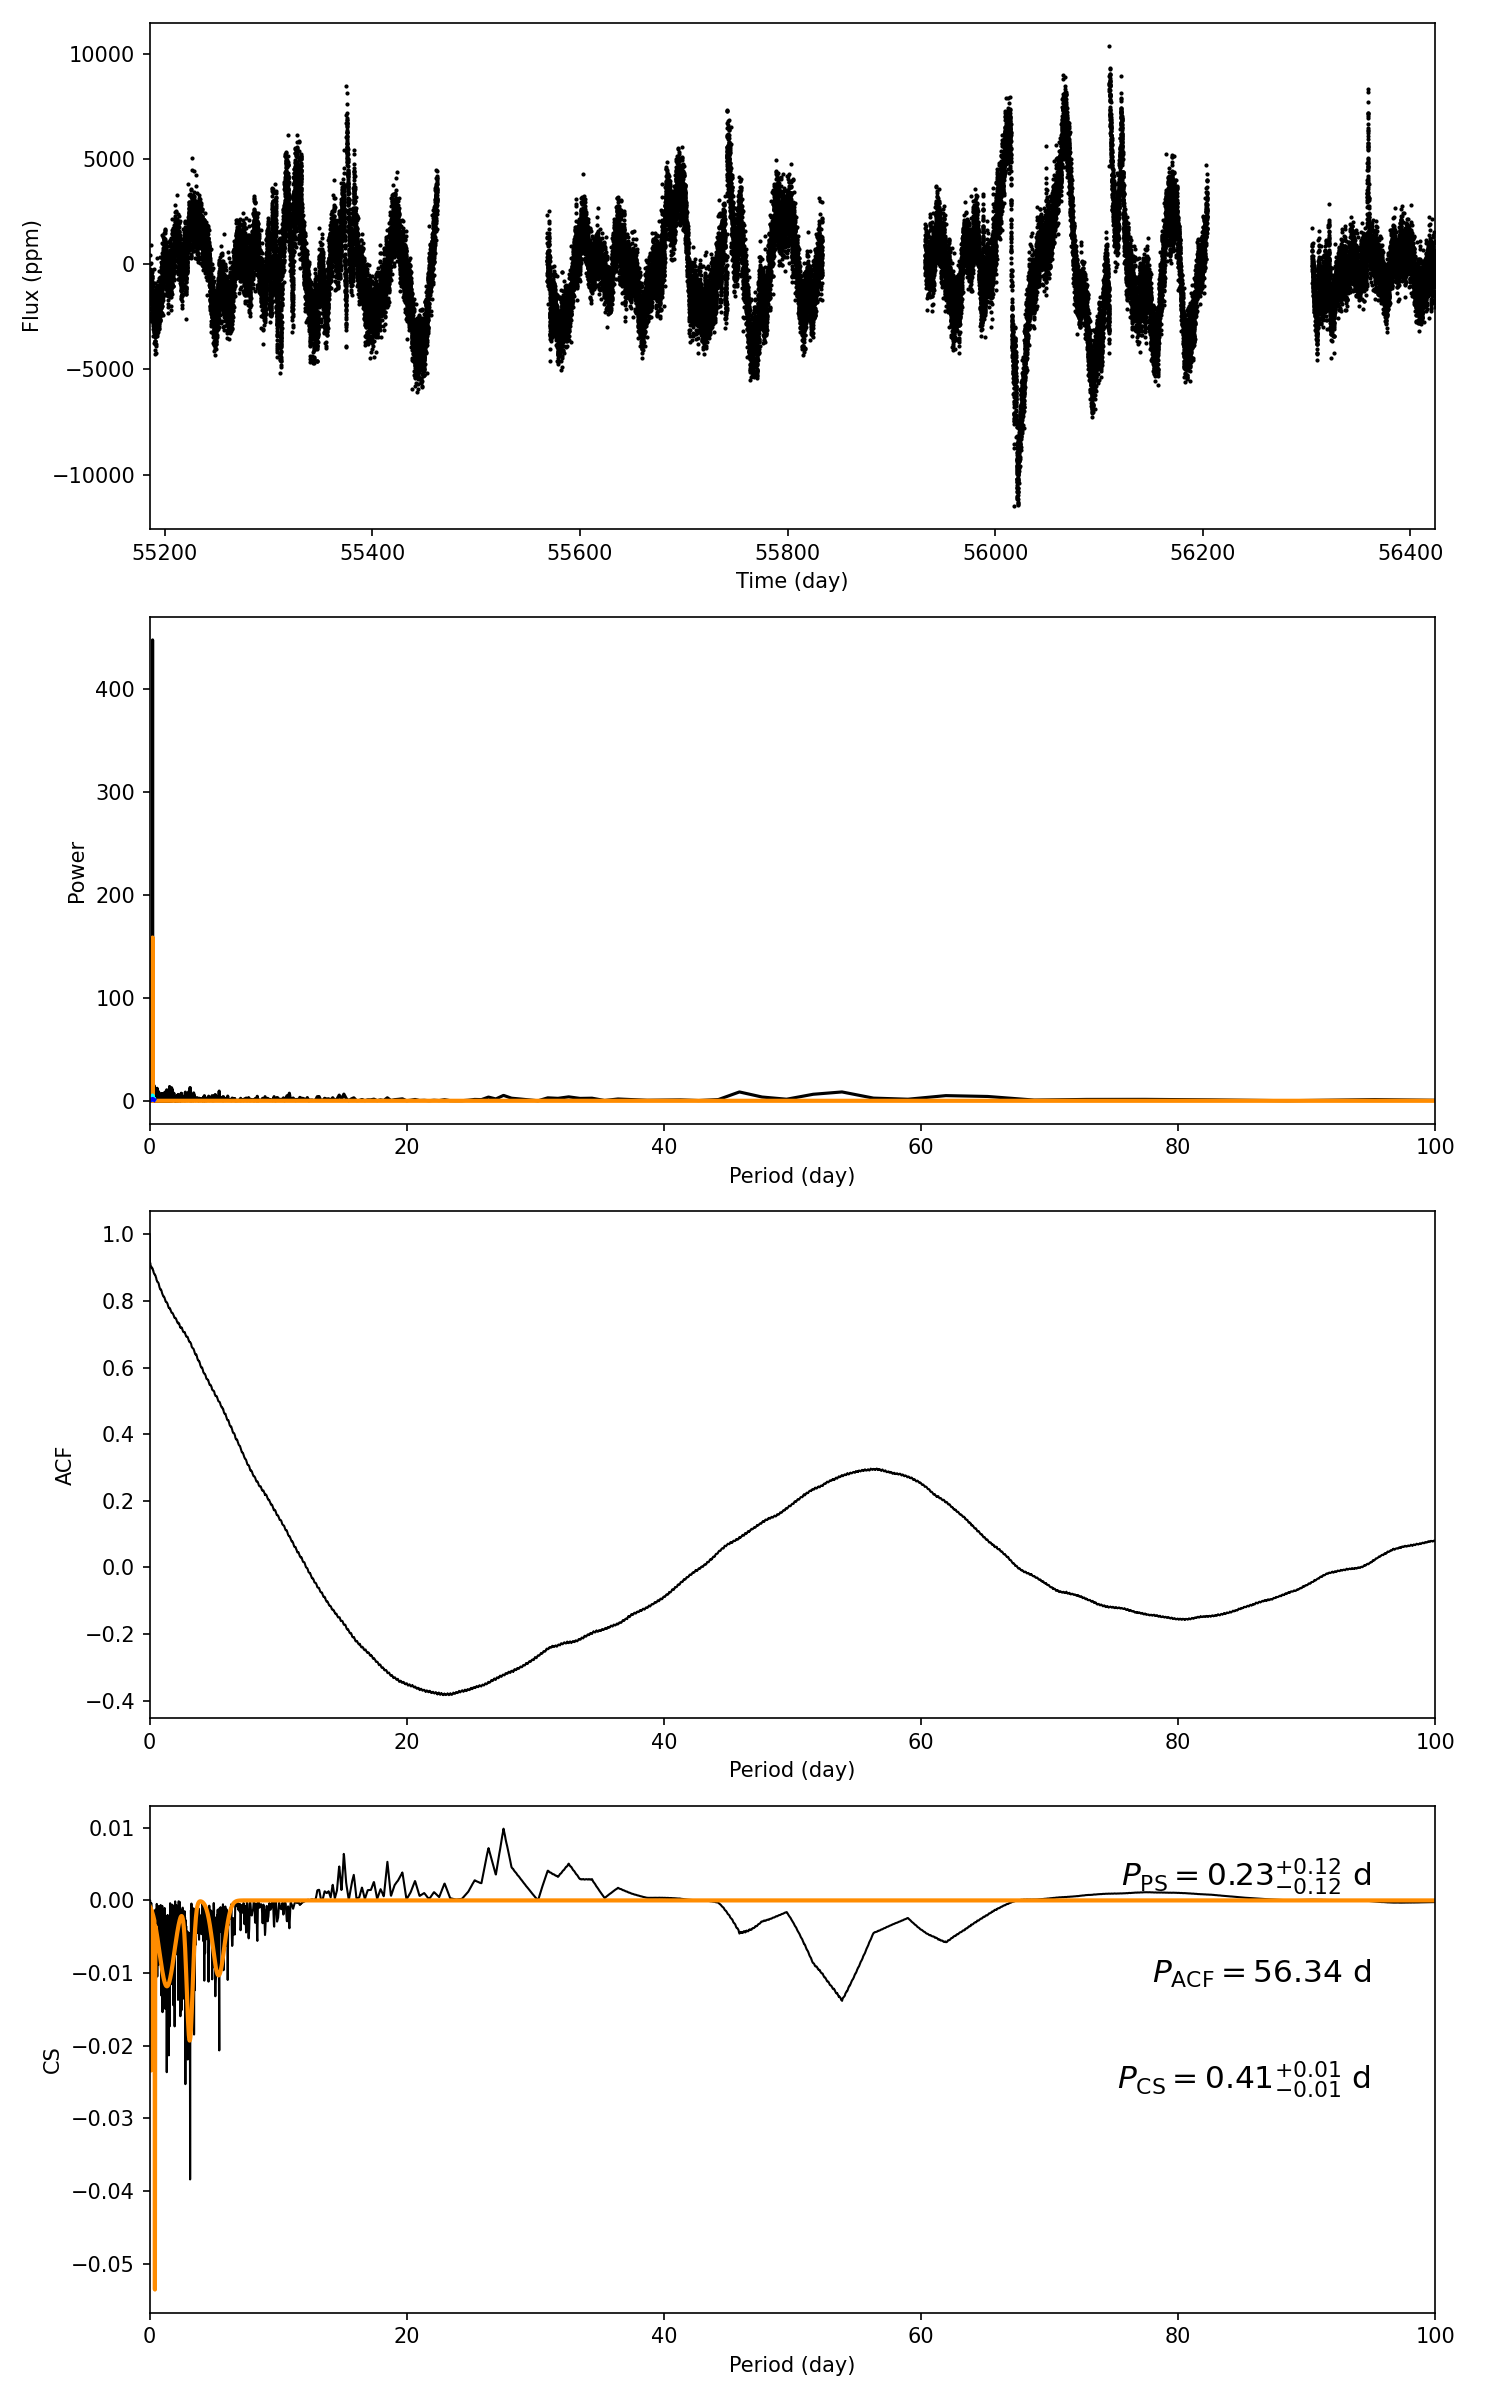 10000
5000
0
−5000
−10000
Flux (ppm)
55200 55400 55600 55800 56000 56200 56400
Time (day)
400
300
200
100
0
Power
0 20 40 60 80 100
Period (day)
1.0
0.8
0.6
0.4
0.2
0.0
−0.2
−0.4
ACF
0 20 40 60 80 100
Period (day)
0.01
0.00
−0.01
−0.02
−0.03
−0.04
−0.05
CS
P_PS = 0.23 +0.12 −0.12 d
P_ACF = 56.34 d
P_CS = 0.41 +0.01 −0.01 d
0 20 40 60 80 100
Period (day)